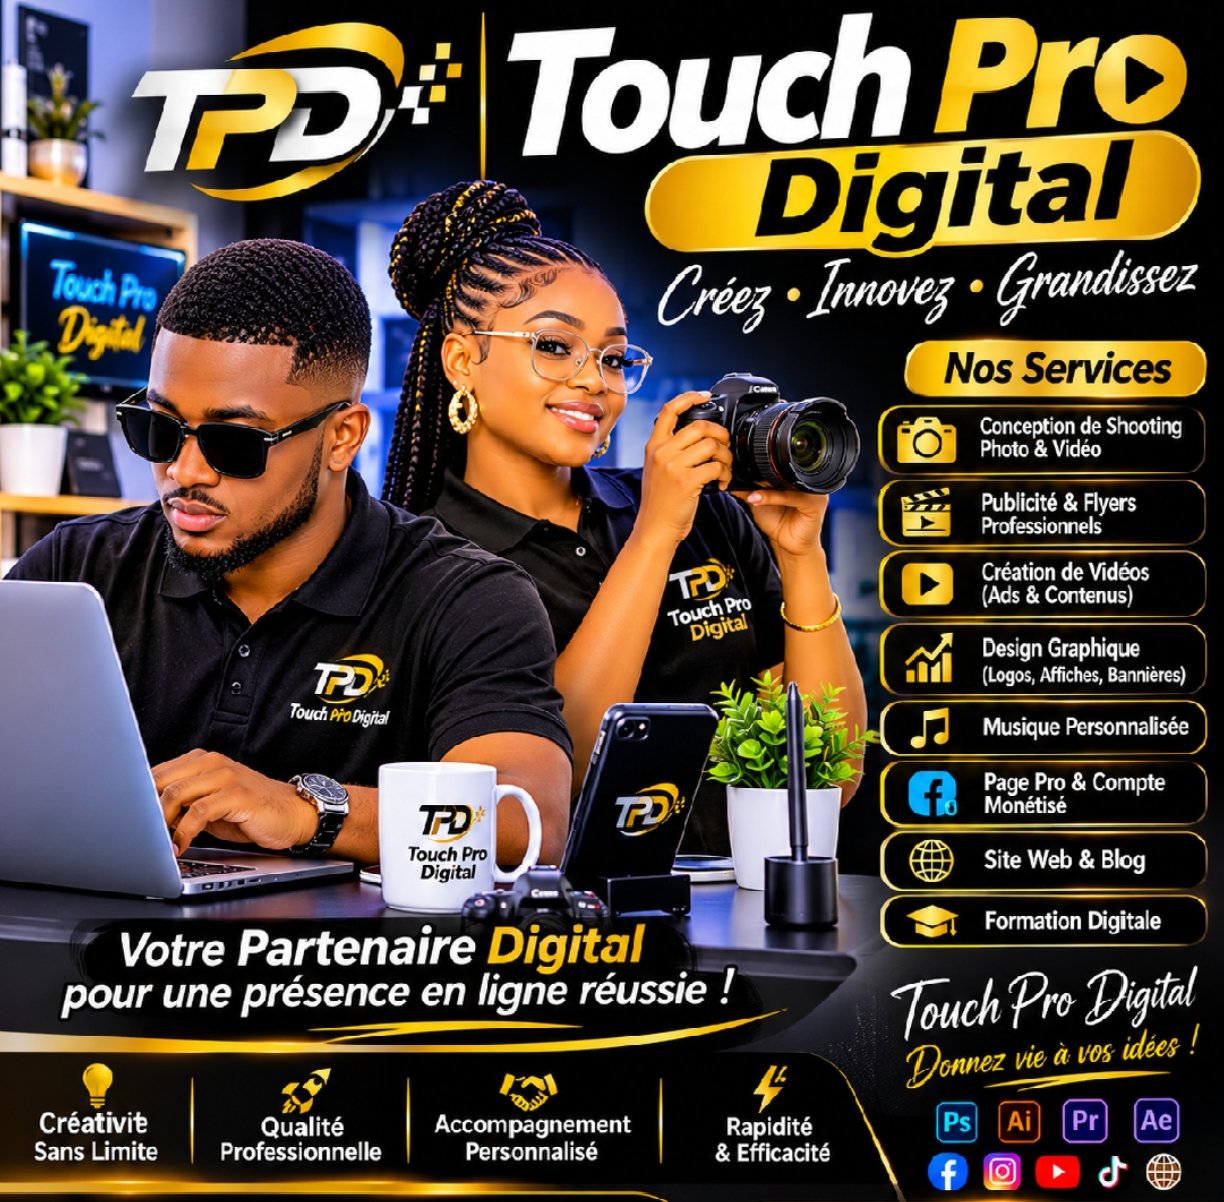 TPD
Touch Pro
Digital
Créez • Innovez • Grandissez
Touch Pro
Digital
Nos Services
Conception de Shooting
Photo & Vidéo
Publicité & Flyers
Professionnels
Création de Vidéos
(Ads & Contenus)
Design Graphique
(Logos, Affiches, Bannières)
Musique Personnalisée
Page Pro & Compte
Monétisé
Site Web & Blog
Formation Digitale
Canon
TPD
Touch Pro
Digital
TPD
Touch Pro Digital
TPD
Touch Pro
Digital
TPD
Canon
Votre Partenaire Digital
pour une présence en ligne réussie !
Touch Pro Digital
Donnez vie à vos idées !
Créativité
Sans Limite
Qualité
Professionnelle
Accompagnement
Personnalisé
Rapidité
& Efficacité
Ps Ai Pr Ae